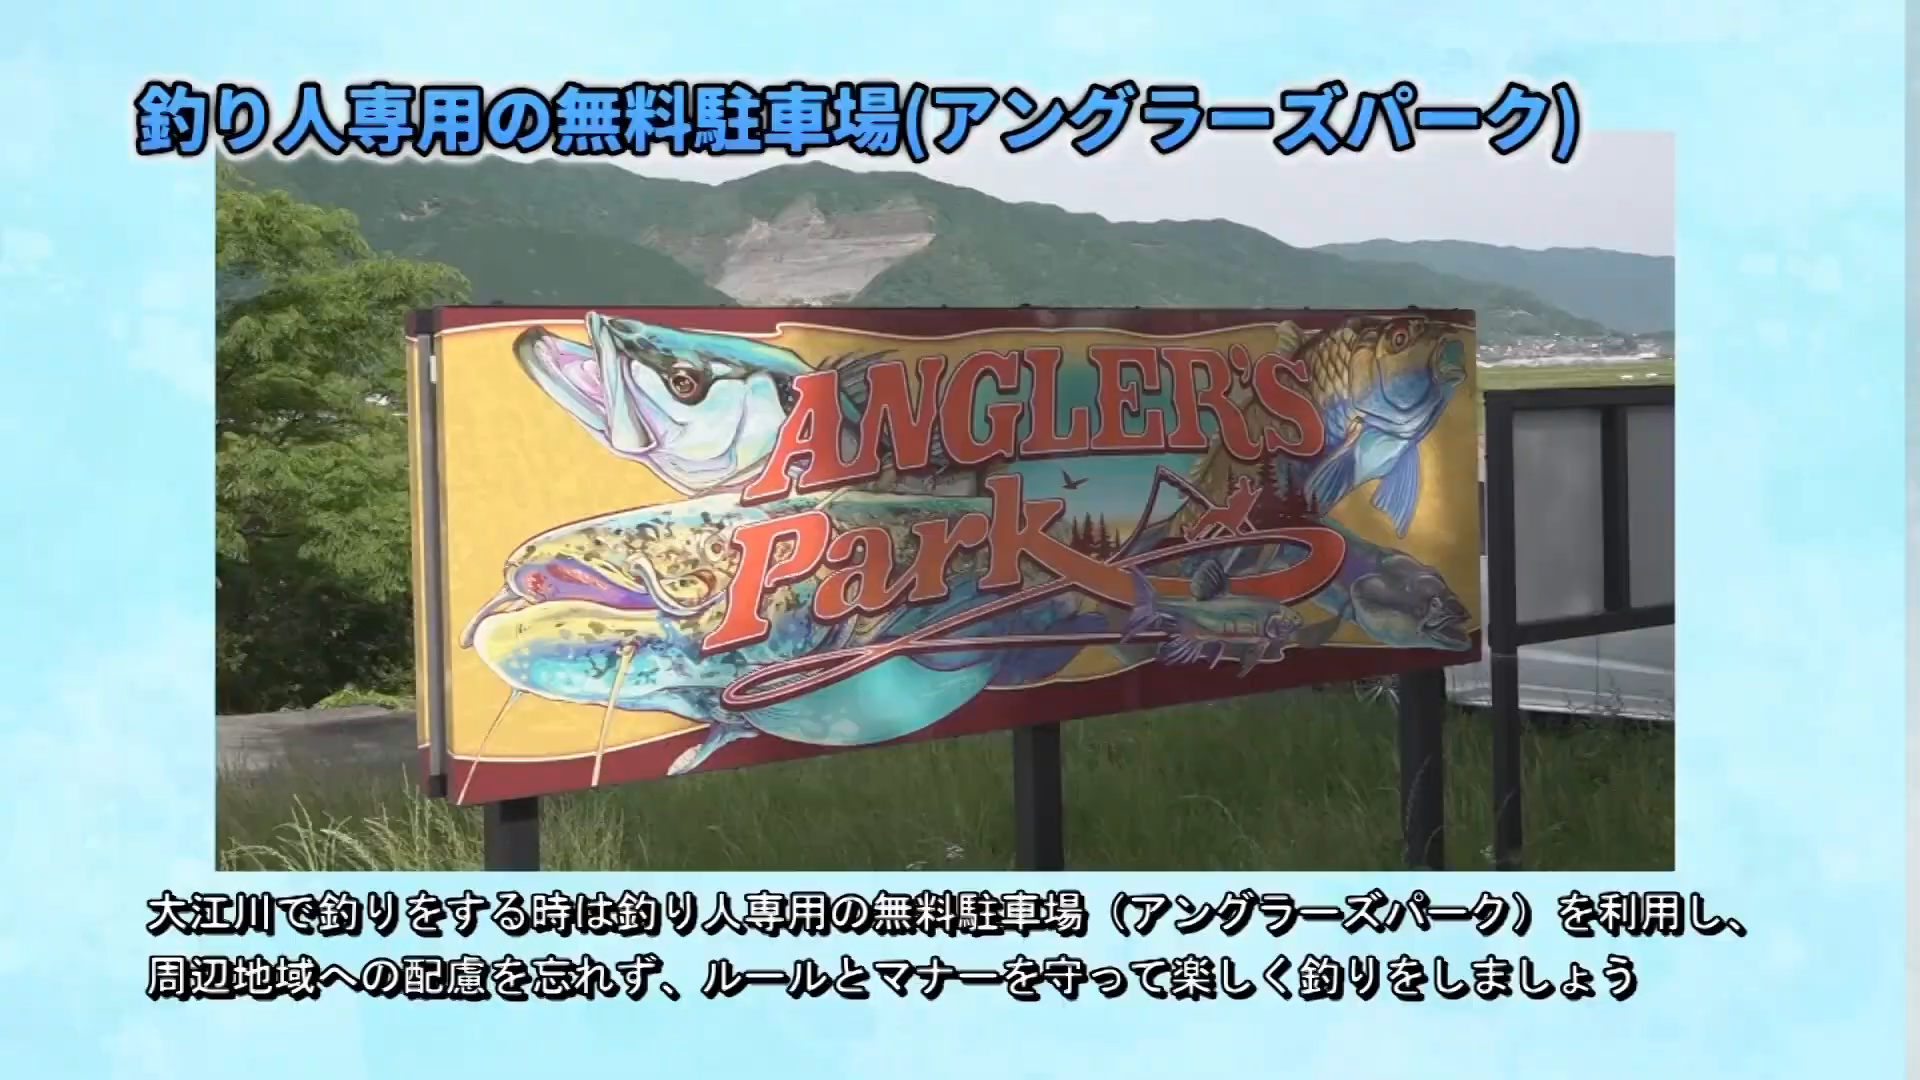 釣り人専用の無料駐車場(アングラーズパーク)
ANGLER'S
Park
大江川で釣りをする時は釣り人専用の無料駐車場（アングラーズパーク）を利用し、
周辺地域への配慮を忘れず、ルールとマナーを守って楽しく釣りをしましょう